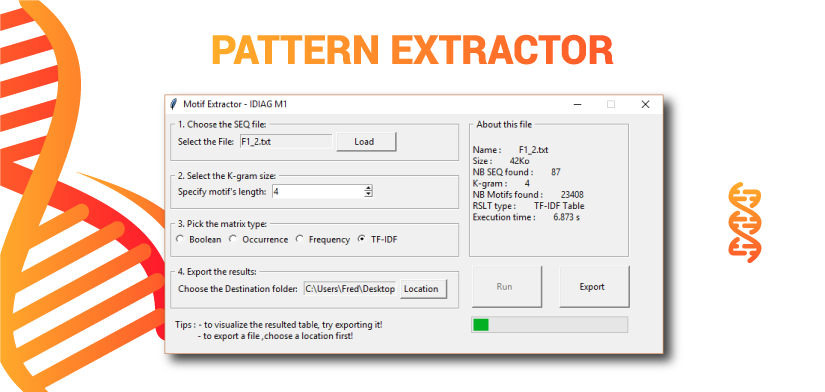 PATTERN EXTRACTOR
Motif Extractor - IDIAG M1
1. Choose the SEQ file:
Select the File: F1_2.txt Load
2. Select the K-gram size:
Specify motif's length: 4
3. Pick the matrix type:
Boolean Occurrence Frequency TF-IDF
4. Export the results:
Choose the Destination folder: C:\Users\Fred\Desktop Location
Tips : - to visualize the resulted table, try exporting it!
- to export a file ,choose a location first!
About this file
Name : F1_2.txt
Size : 42Ko
NB SEQ found : 87
K-gram : 4
NB Motifs found : 23408
RSLT type : TF-IDF Table
Execution time : 6.873 s
Run Export